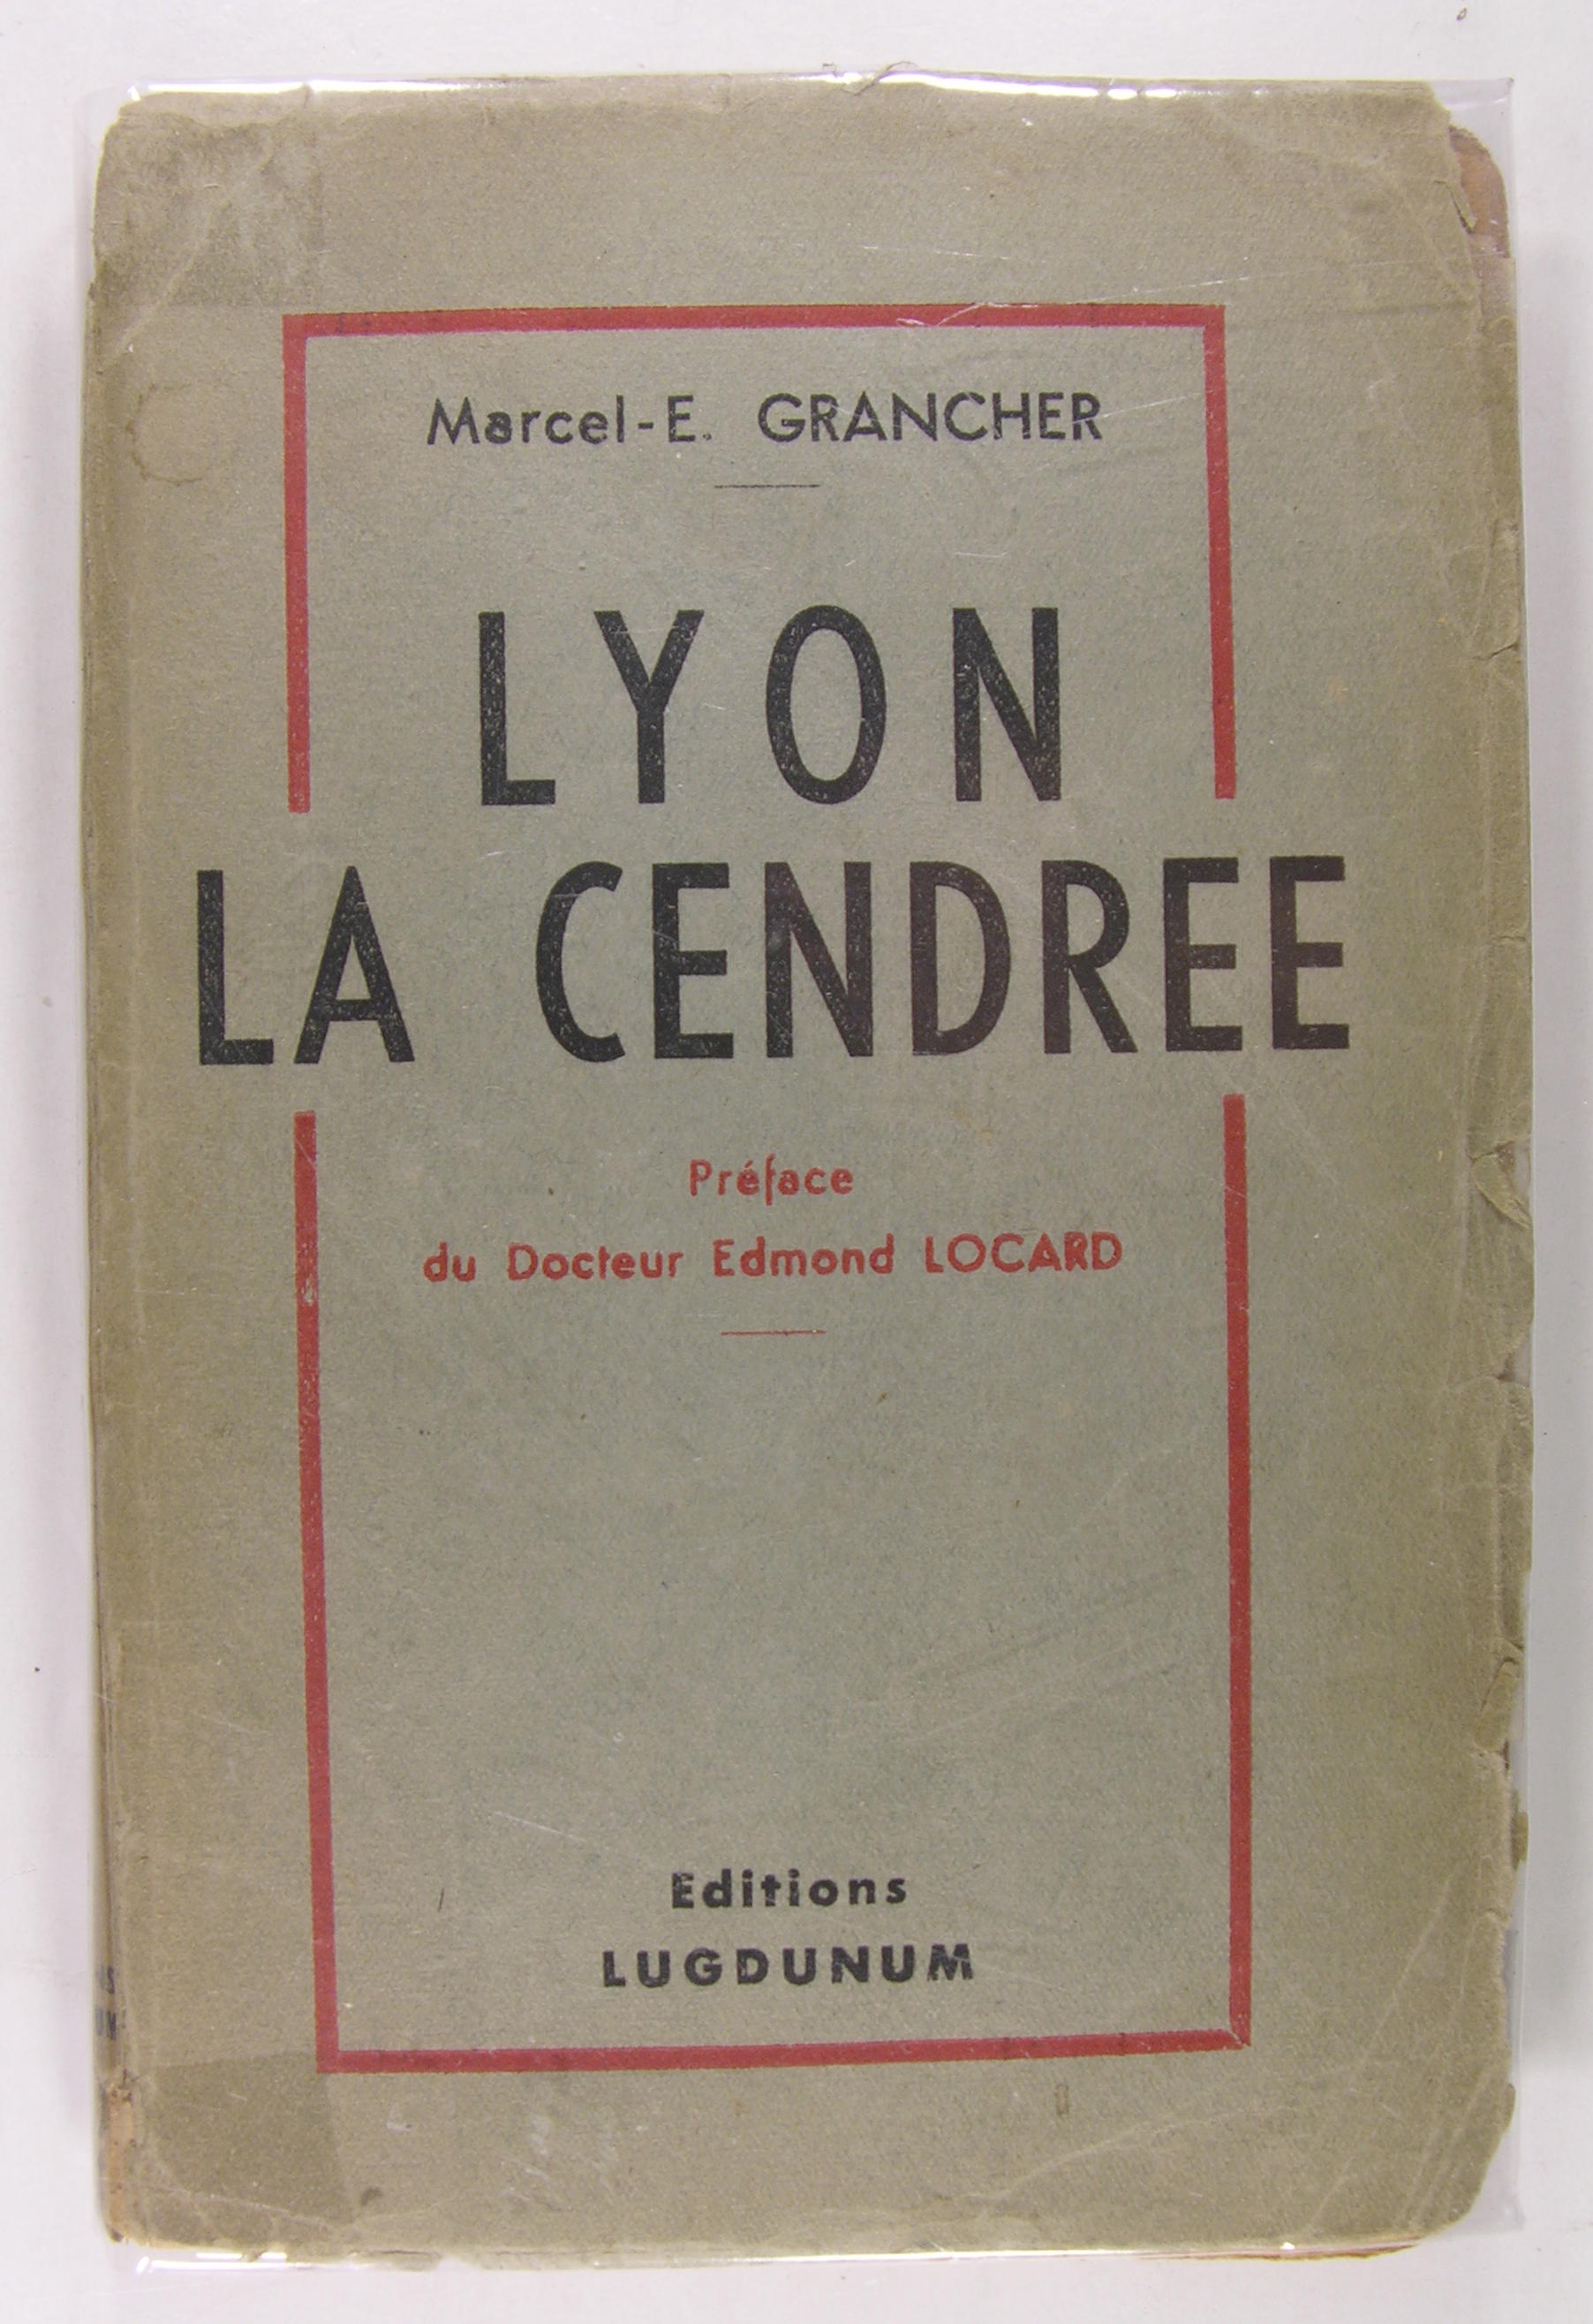 Marcel-E. GRANCHER
LYON
LA CENDREE
Préface
du Docteur Edmond LOCARD
Editions
LUGDUNUM